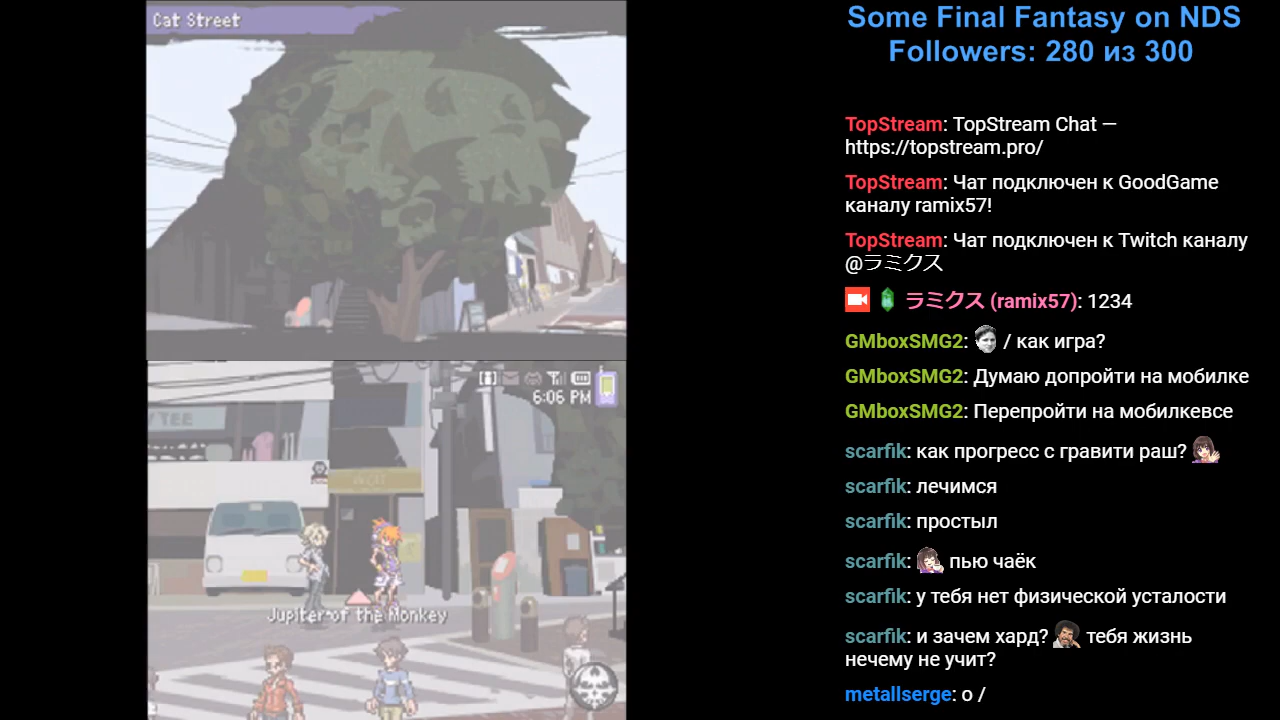 Cat Street
6:06 PM
Jupiter of the Monkey
Some Final Fantasy on NDS
Followers: 280 из 300
TopStream: TopStream Chat —
https://topstream.pro/
TopStream: Чат подключен к GoodGame
каналу ramix57!
TopStream: Чат подключен к Twitch каналу
@ラミクス
ラミクス (ramix57): 1234
GMboxSMG2: / как игра?
GMboxSMG2: Думаю допройти на мобилке
GMboxSMG2: Перепройти на мобилкевсе
scarfik: как прогресс с гравити раш?
scarfik: лечимся
scarfik: простыл
scarfik: пью чаёк
scarfik: у тебя нет физической усталости
scarfik: и зачем хард? тебя жизнь
нечему не учит?
metallserge: o /